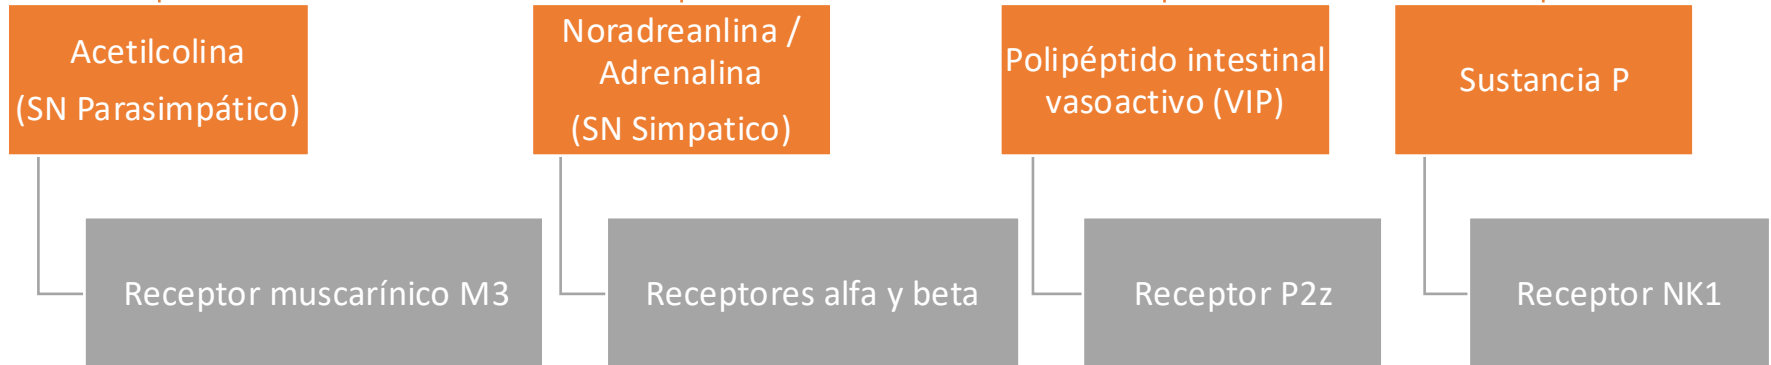 Acetilcolina
(SN Parasimpático)
Noradreanlina /
Adrenalina
(SN Simpatico)
Polipéptido intestinal
vasoactivo (VIP)
Sustancia P
Receptor muscarínico M3
Receptores alfa y beta
Receptor P2z
Receptor NK1